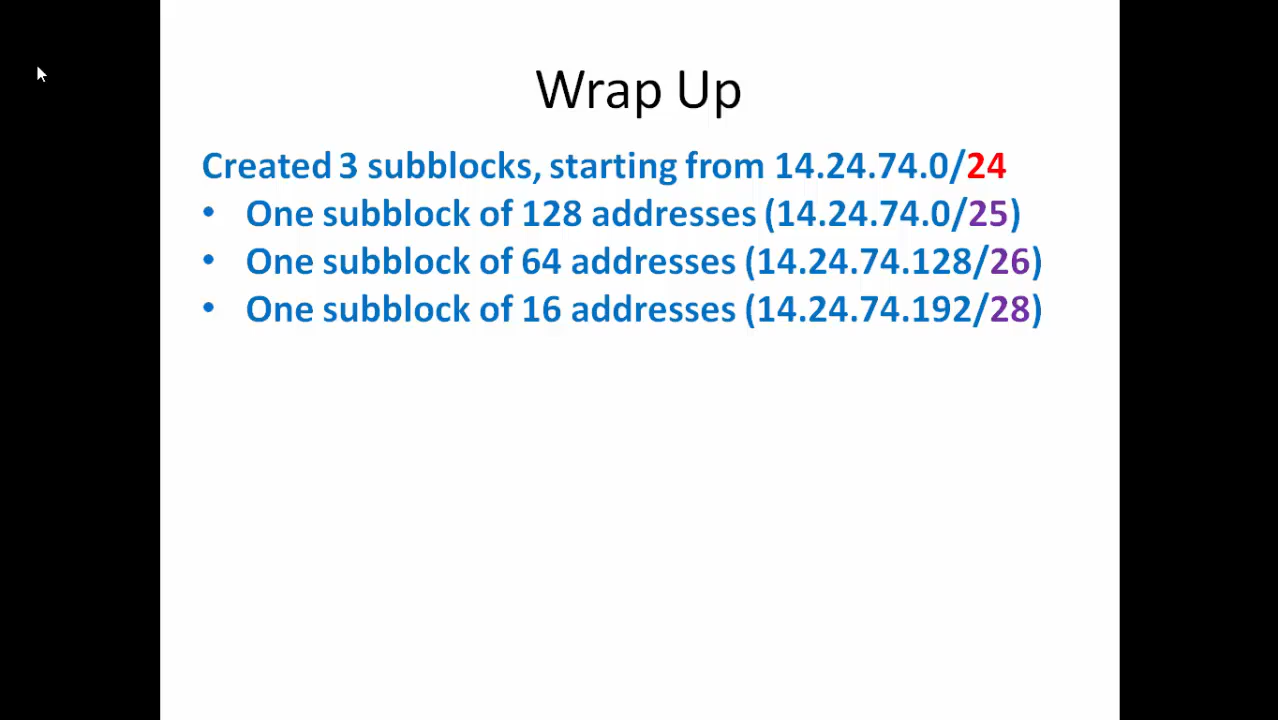 Wrap Up
Created 3 subblocks, starting from 14.24.74.0/24
• One subblock of 128 addresses (14.24.74.0/25)
• One subblock of 64 addresses (14.24.74.128/26)
• One subblock of 16 addresses (14.24.74.192/28)